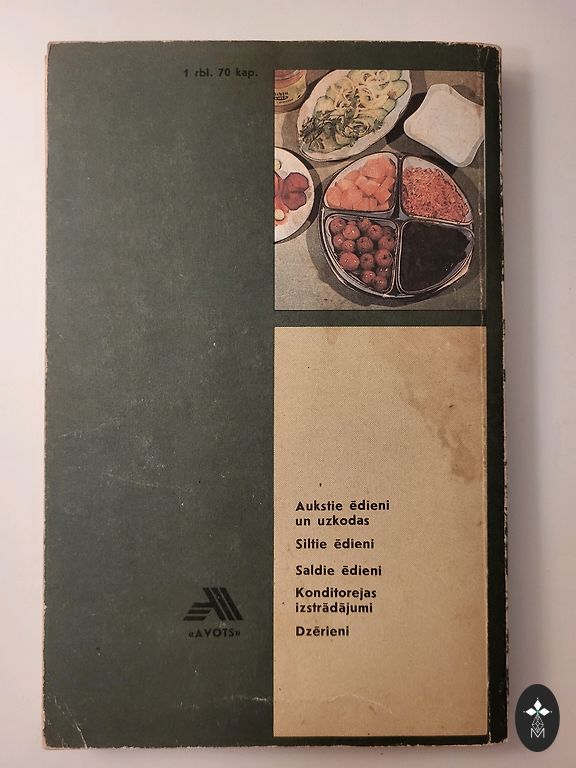 1 rbl. 70 kap.
Aukstie ēdieni
un uzkodas
Siltie ēdieni
Saldie ēdieni
Konditorejas
izstrādājumi
Dzērieni
«AVOTS»
M